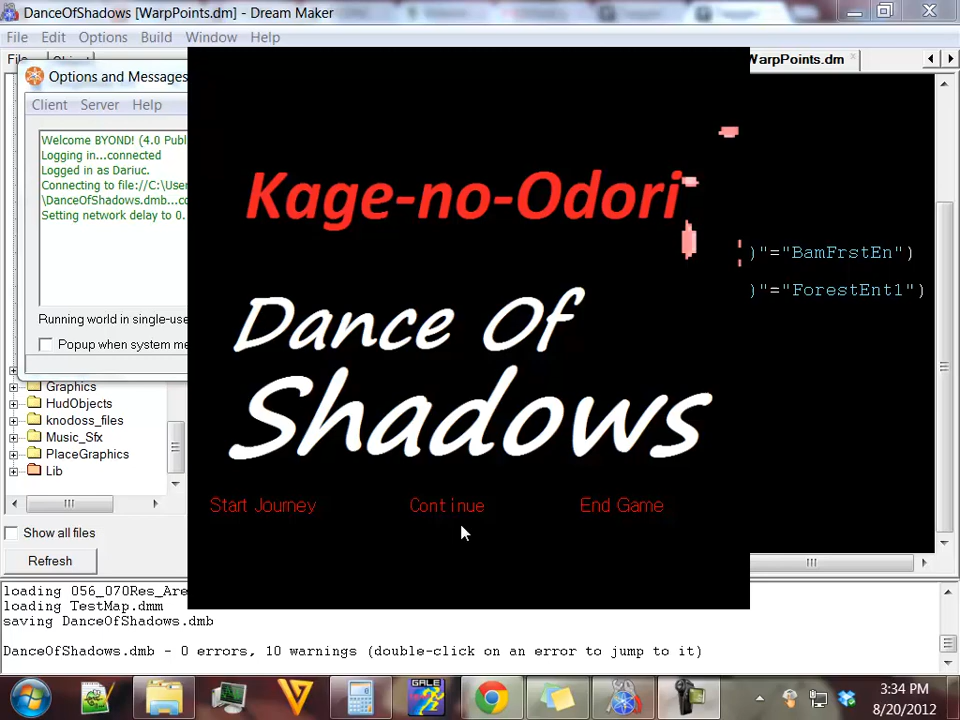 DanceOfShadows [WarpPoints.dm] - Dream Maker
File Edit Options Build Window Help
WarpPoints.dm
Options and Messages
Client Server Help
Welcome BYOND! (4.0 Publ
Logging in...connected
Logged in as Dariuc.
Connecting to file://C:\User
\DanceOfShadows.dmb...c
Setting network delay to 0.
Running world in single-use
Popup when system me
Kage-no-Odori
Dance Of
Shadows
Start Journey Continue End Game
)"="BamFrstEn")
)"="ForestEnt1")
Graphics
HudObjects
knodoss_files
Music_Sfx
PlaceGraphics
Lib
Show all files
Refresh
loading 056_070Res_Are
loading TestMap.dmm
saving DanceOfShadows.dmb
DanceOfShadows.dmb - 0 errors, 10 warnings (double-click on an error to jump to it)
GALE
3:34 PM
8/20/2012